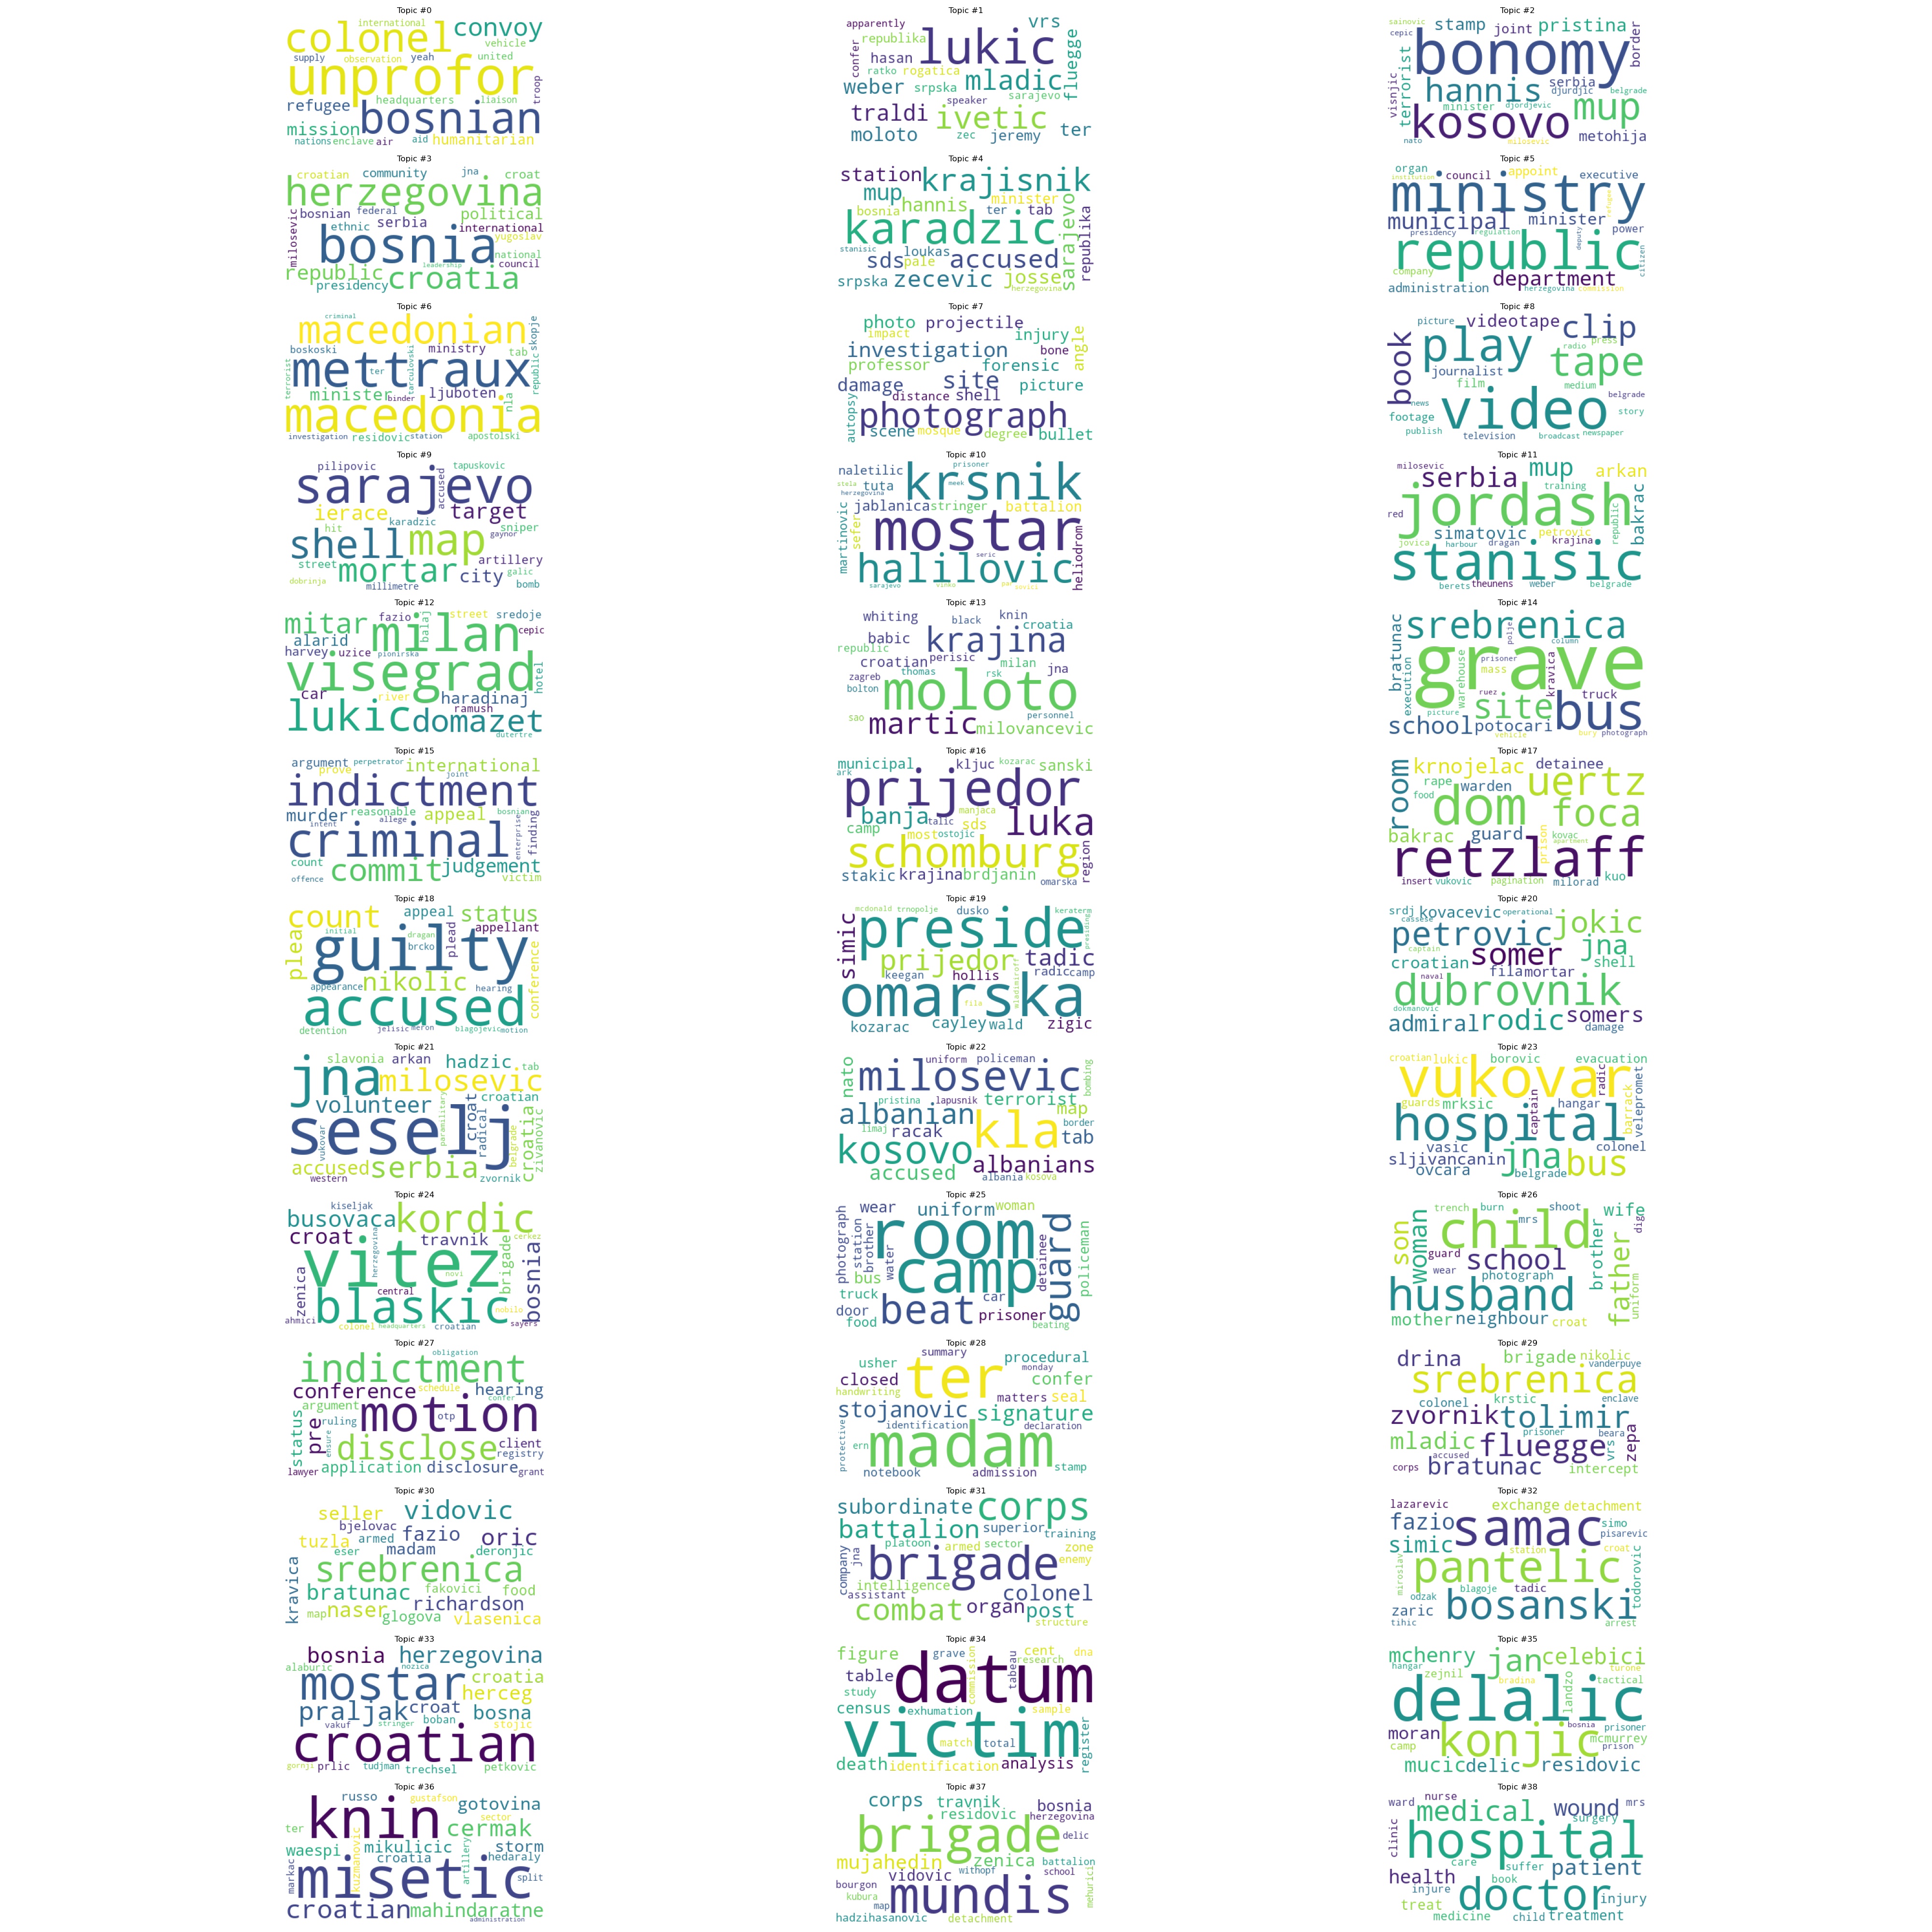 Topic #0
international
colonel convoy
vehicle
supply observation yeah united
unprofor troop
headquarters liaison
refugee
mission bosnian
nations enclave air aid humanitarian
Topic #1
apparently vrs
republika lukic
confer hasan fluegge
ratko rogatica mladic
weber srpska sarajevo
speaker
traldi ivetic
moloto zec jeremy ter
Topic #2
sainovic stamp joint pristina
cepic
bonomy border
terrorist serbia
hannis djurdjic
visnjic minister djordjevic belgrade
kosovo mup
metohija
nato milosevic
Topic #3
croatian community jna croat
herzegovina
bosnian federal political
milosevic ethnic serbia international
bosnia yugoslav
national
republic leadership council
presidency croatia
Topic #4
station krajisnik
mup hannis minister
bosnia ter tab sarajevo
karadzic republika
stanisic loukas
sds pale accused
srpska zecevic josse
herzegovina
Topic #5
organ council appoint executive
institution
ministry
municipal minister
presidency regulation deputy power
republic citizen
company department
administration herzegovina commission
Topic #6
criminal
macedonian skopje
boskoski ministry tab
terrorist mettraux republic
ter tarculovski
minister binder ljuboten nla
macedonia
investigation residovic station apostolski
Topic #7
photo projectile
impact injury angle
investigation bone
professor forensic
damage site picture
distance shell
autopsy photograph
scene mosque degree bullet
Topic #8
picture videotape clip
book play radio press
journalist tape
film medium
news video belgrade
footage story
publish television broadcast newspaper
Topic #9
pilipovic tapuskovic
sarajevo accused
ierace target
hit karadzic sniper
shell map gaynor
street artillery
mortar city galic
dobrinja millimetre bomb
Topic #10
naletilic prisoner
stela tuta krsnik meek
herzegovina
jablanica stringer battalion
martinovic sefer mostar heliodrom
seric
halilovic
sarajevo
Topic #11
milosevic mup arkan
serbia training
red jordash bakrac
simatovic petrovic republic
jovica harbour dragan krajina
stanisic
berets theunens weber belgrade
Topic #12
mitar fazio street sredoje
alarid milan balaj cepic
harvey uzice pionirska
visegrad hotel
car river haradinaj
lukic ramush
domazet
dutertre
Topic #13
whiting black knin croatia
babic krajina
republic
croatian perisic milan jna
zagreb thomas rsk
bolton moloto
sao martic personnel
milovancevic
Topic #14
bratunac srebrenica
polje column
execution prisoner
grave kravica
warehouse mass
ruez truck
picture site bus
school potocari
vehicle bury photograph
Topic #15
argument perpetrator international
prove joint
indictment
murder reasonable appeal bosnian
intent allege enterprise finding
criminal
count commit judgement
offence victim
Topic #16
municipal kljuc kozarac sanski
ark
prijedor
banja talic manjaca luka
camp most ostojic sds
schomburg region
stakic krajina brdjanin omarska
Topic #17
room krnojelac detainee
rape warden uertz
food dom foca
bakrac guard kovac
prison apartment
retzlaff
insert vukovic pagination milorad kuo
Topic #18
count appeal status
initial dragan plead appellant
plea brcko
guilty conference
nikolic
appearance hearing
accused
detention jelisic meron blagojevic motion
Topic #19
mcdonald trnopolje dusko keraterm
simic preside presiding
prijedor tadic
keegan hollis radic camp
omarska wladimiroff
fila
kozarac cayley wald zigic
Topic #20
srdj kovacevic operational jokic
cassese
petrovic
captain somer jna
croatian shell
naval fila mortar
dubrovnik
dokmanovic somers
admiral rodic damage
Topic #21
slavonia arkan hadzic tab
jna milosevic
volunteer croat croatian
paramilitary radical
seselj croatia
vukovar belgrade zivanovic
accused serbia
western zvornik
Topic #22
nato uniform policeman bombing
milosevic
pristina lapusnik terrorist
albanian map
limaj border
racak kla tab
kosovo albanians
accused albania kosova
Topic #23
croatian lukic borovic evacuation
vukovar radic
guards mrksic captain hangar barrack velepromet
hospital
vasic colonel
sljivancanin jna bus
ovcara belgrade
Topic #24
kiseljak
busovaca kordic
croat travnik cerkez
herzegovina brigade
vitez novi bosnia
zenica central
blaskic nobilo
ahmici colonel headquarters croatian sayers
Topic #25
wear uniform woman
photograph station brother room guard
water detainee policeman
bus camp
truck car
door beat prisoner
food beating
Topic #26
trench burn shoot wife
son woman child mrs dig
guard school brother father
wear photograph
husband uniform
mother neighbour croat
Topic #27
obligation
indictment
conference schedule hearing
argument confer
status pre ruling motion
otp
ensure disclose client
registry
lawyer application disclosure grant
Topic #28
summary
usher ter procedural
closed monday confer
handwriting matters seal
stojanovic signature
identification declaration
protective ern madam
notebook admission stamp
Topic #29
drina brigade nikolic
vanderpuye
srebrenica
colonel krstic enclave
zvornik tolimir
prisoner beara
mladic fluegge vrs zepa
accused
corps bratunac intercept
Topic #30
seller vidovic
bjelovac
tuzla armed fazio oric
eser madam deronjic
srebrenica
bratunac fakovici food
kravica richardson
map naser glogova vlasenica
Topic #31
subordinate corps
battalion superior training
platoon armed sector zone
company jna brigade enemy
intelligence
assistant colonel
combat organ post
structure
Topic #32
lazarevic exchange detachment
fazio samac simo
pisarevic
simic station croat
miroslav pantelic todorovic
odzak blagoje tadic
zaric bosanski
tihic arrest
Topic #33
bosnia herzegovina
alaburic nozica
mostar croatia
herceg
praljak croat bosna
vakuf stringer boban stojic
croatian
gornji prlic tudjman trechsel petkovic
Topic #34
figure grave commission cent dna
research
table datum tabeau
study
census exhumation sample
victim register
match total
death identification analysis
Topic #35
mchenry jan celebici
hangar zejnil turone
bradina landzo tactical
delalic
moran bosnia prisoner
camp konjic mcmurrey
prison
mucic delic residovic
Topic #36
russo gustafson gotovina
knin sector
ter cermak
waespi mikulicic storm
kuzmanovic croatia artillery hedaraly
markac misetic split
croatian mahindaratne
administration
Topic #37
corps travnik bosnia
residovic herzegovina
brigade delic
mujahedin zenica battalion
vidovic withopf school
bourgon mundis mehurici
kubura map
hadzihasanovic detachment
Topic #38
ward nurse wound mrs
medical surgery
clinic hospital
care suffer patient
health book
injure doctor injury
treat
medicine child treatment